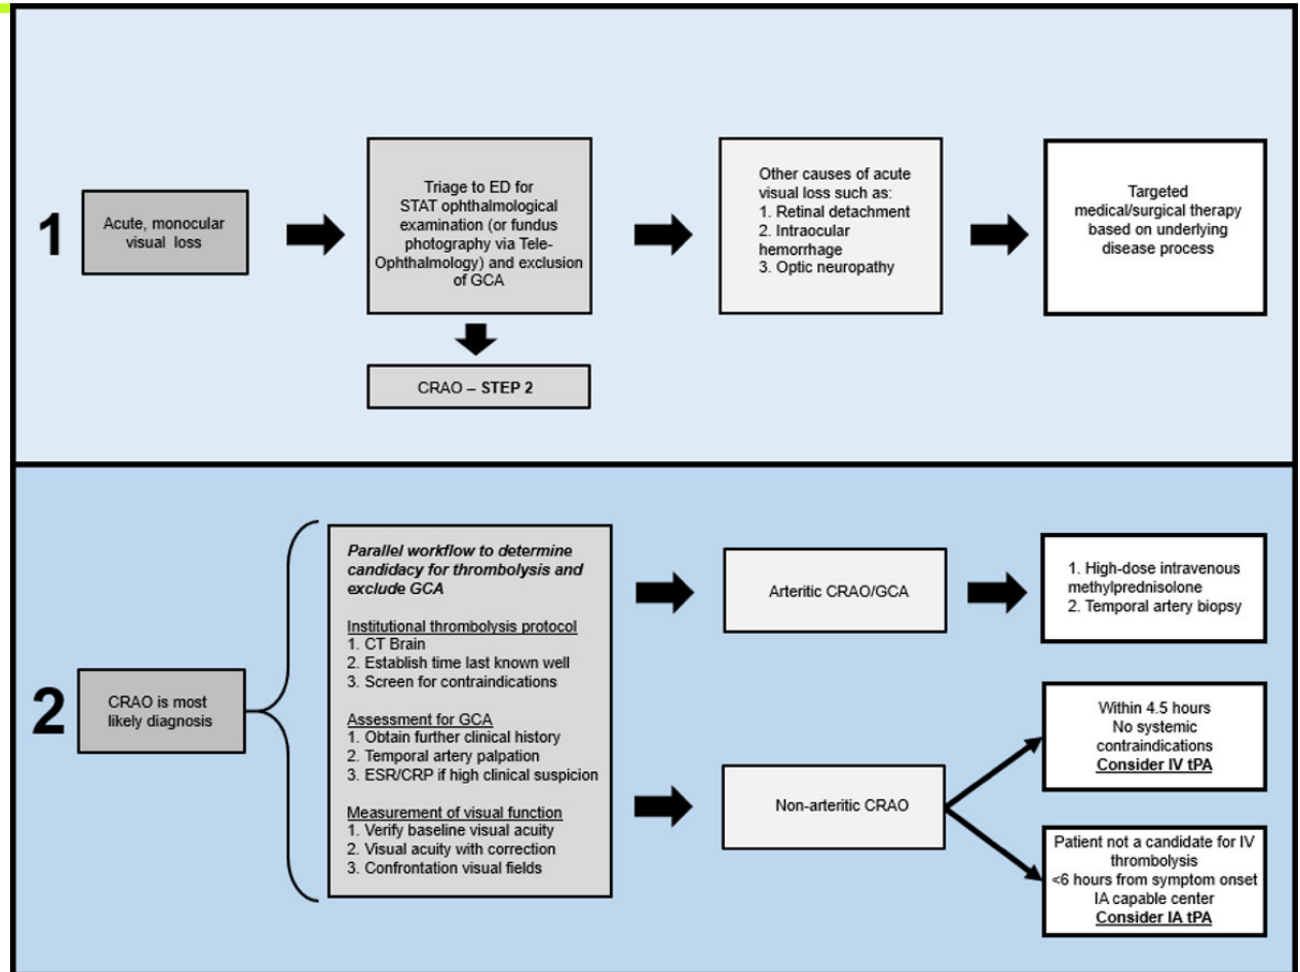 1
Acute, monocular
visual loss
Triage to ED for
STAT ophthalmological
examination (or fundus
photography via Tele-
Ophthalmology) and exclusion
of GCA
CRAO – STEP 2
Other causes of acute
visual loss such as:
1. Retinal detachment
2. Intraocular
hemorrhage
3. Optic neuropathy
Targeted
medical/surgical therapy
based on underlying
disease process
2
CRAO is most
likely diagnosis
Parallel workflow to determine
candidacy for thrombolysis and
exclude GCA
Institutional thrombolysis protocol
1. CT Brain
2. Establish time last known well
3. Screen for contraindications
Assessment for GCA
1. Obtain further clinical history
2. Temporal artery palpation
3. ESR/CRP if high clinical suspicion
Measurement of visual function
1. Verify baseline visual acuity
2. Visual acuity with correction
3. Confrontation visual fields
Arteritic CRAO/GCA
1. High-dose intravenous
methylprednisolone
2. Temporal artery biopsy
Non-arteritic CRAO
Within 4.5 hours
No systemic
contraindications
Consider IV tPA
Patient not a candidate for IV
thrombolysis
<6 hours from symptom onset
IA capable center
Consider IA tPA